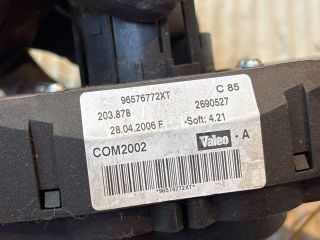 96576772XT C 85
203.878 2690527
28.04.2006 F -Soft: 4.21
COM2002 Valeo - A
*96576772XT*